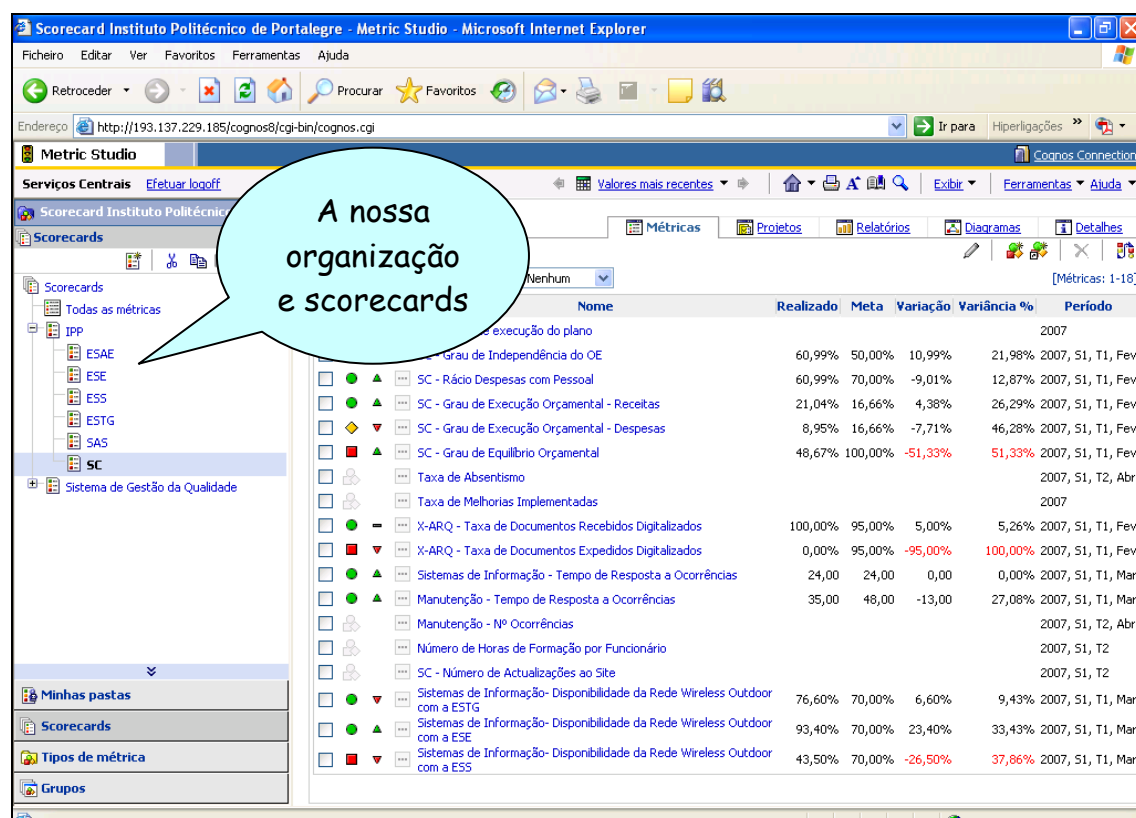 Scorecard Instituto Politécnico de Portalegre - Metric Studio - Microsoft Internet Explorer
Ficheiro Editar Ver Favoritos Ferramentas Ajuda
Retroceder Procurar Favoritos
Endereço http://193.137.229.185/cognos8/cgi-bin/cognos.cgi Ir para Hiperligações »
Metric Studio Cognos Connection
Serviços Centrais Efetuar logoff Valores mais recentes Exibir Ferramentas Ajuda
Scorecard Instituto
Métricas Projetos Relatórios Diagramas Detalhes
Scorecards
A nossa
organização
e scorecards
Nenhum [Métricas: 1-18]
Scorecards
Todas as métricas
IPP
ESAE
ESE
ESS
ESTG
SAS
SC
Sistema de Gestão da Qualidade
Minhas pastas
Scorecards
Tipos de métrica
Grupos
Nome Realizado Meta Variação Variância % Período
execução do plano 2007
Grau de Independência do OE 60,99% 50,00% 10,99% 21,98% 2007, S1, T1, Fev
SC - Rácio Despesas com Pessoal 60,99% 70,00% -9,01% 12,87% 2007, S1, T1, Fev
SC - Grau de Execução Orçamental - Receitas 21,04% 16,66% 4,38% 26,29% 2007, S1, T1, Fev
SC - Grau de Execução Orçamental - Despesas 8,95% 16,66% -7,71% 46,28% 2007, S1, T1, Fev
SC - Grau de Equilíbrio Orçamental 48,67% 100,00% -51,33% 51,33% 2007, S1, T1, Fev
Taxa de Absentismo 2007, S1, T2, Abr
Taxa de Melhorias Implementadas 2007
X-ARQ - Taxa de Documentos Recebidos Digitalizados 100,00% 95,00% 5,00% 5,26% 2007, S1, T1, Fev
X-ARQ - Taxa de Documentos Expedidos Digitalizados 0,00% 95,00% -95,00% 100,00% 2007, S1, T1, Fev
Sistemas de Informação - Tempo de Resposta a Ocorrências 24,00 24,00 0,00 0,00% 2007, S1, T1, Mar
Manutenção - Tempo de Resposta a Ocorrências 35,00 48,00 -13,00 27,08% 2007, S1, T1, Mar
Manutenção - Nº Ocorrências 2007, S1, T2, Abr
Número de Horas de Formação por Funcionário 2007, S1, T2
SC - Número de Actualizações ao Site 2007, S1, T2
Sistemas de Informação- Disponibilidade da Rede Wireless Outdoor
com a ESTG 76,60% 70,00% 6,60% 9,43% 2007, S1, T1, Mar
Sistemas de Informação- Disponibilidade da Rede Wireless Outdoor
com a ESE 93,40% 70,00% 23,40% 33,43% 2007, S1, T1, Mar
Sistemas de Informação- Disponibilidade da Rede Wireless Outdoor
com a ESS 43,50% 70,00% -26,50% 37,86% 2007, S1, T1, Mar